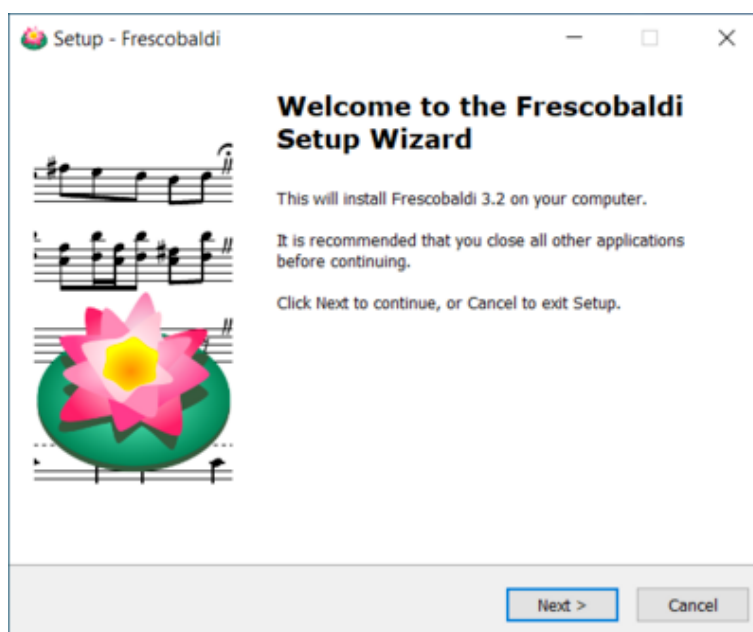 Setup - Frescobaldi
Welcome to the Frescobaldi
Setup Wizard
This will install Frescobaldi 3.2 on your computer.
It is recommended that you close all other applications
before continuing.
Click Next to continue, or Cancel to exit Setup.
Next >
Cancel